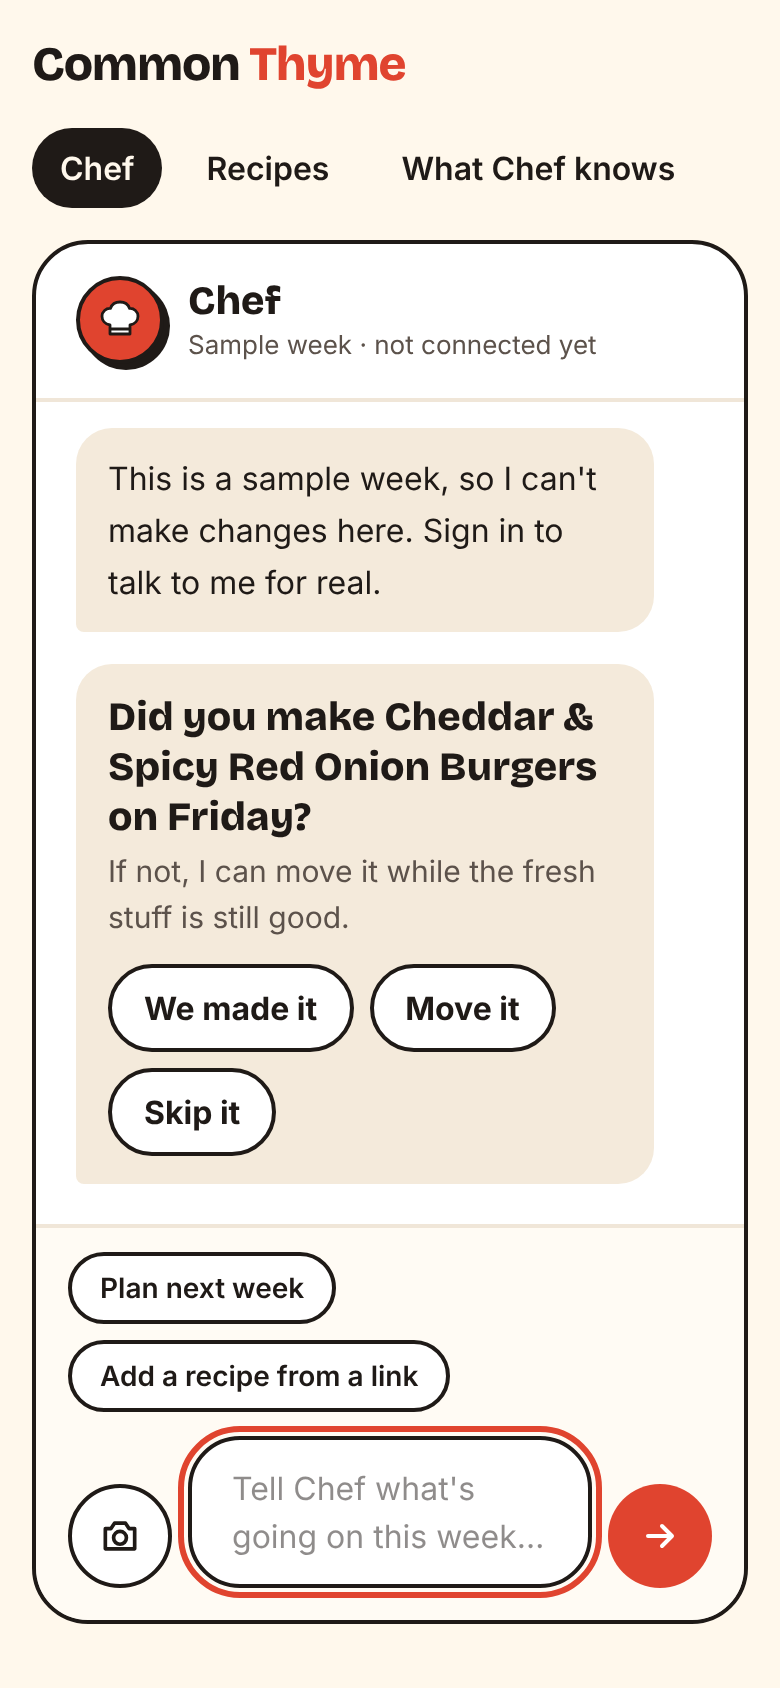 Common Thyme
Chef Recipes What Chef knows
Chef
Sample week · not connected yet
This is a sample week, so I can't
make changes here. Sign in to
talk to me for real.
Did you make Cheddar &
Spicy Red Onion Burgers
on Friday?
If not, I can move it while the fresh
stuff is still good.
We made it Move it
Skip it
Plan next week
Add a recipe from a link
Tell Chef what's
going on this week...